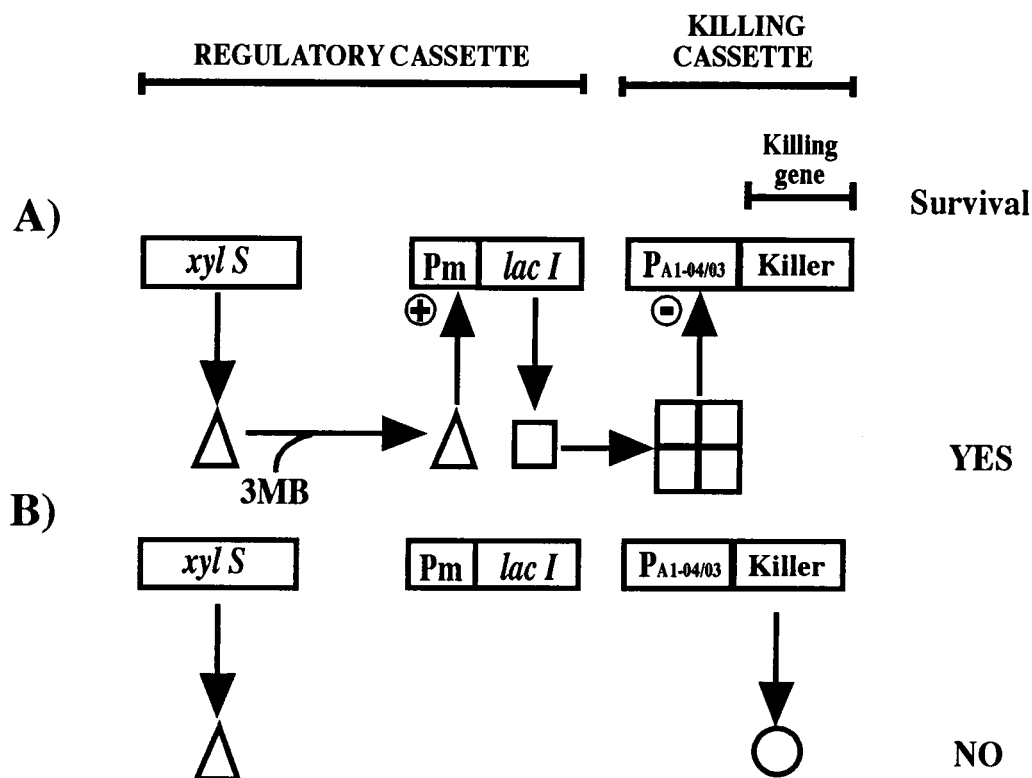 REGULATORY CASSETTE
KILLING
CASSETTE
Killing
gene
Survival
A)
xyl S
Pm
lac I
PA1-04/03
Killer
+
-
3MB
YES
B)
xyl S
Pm
lac I
PA1-04/03
Killer
NO